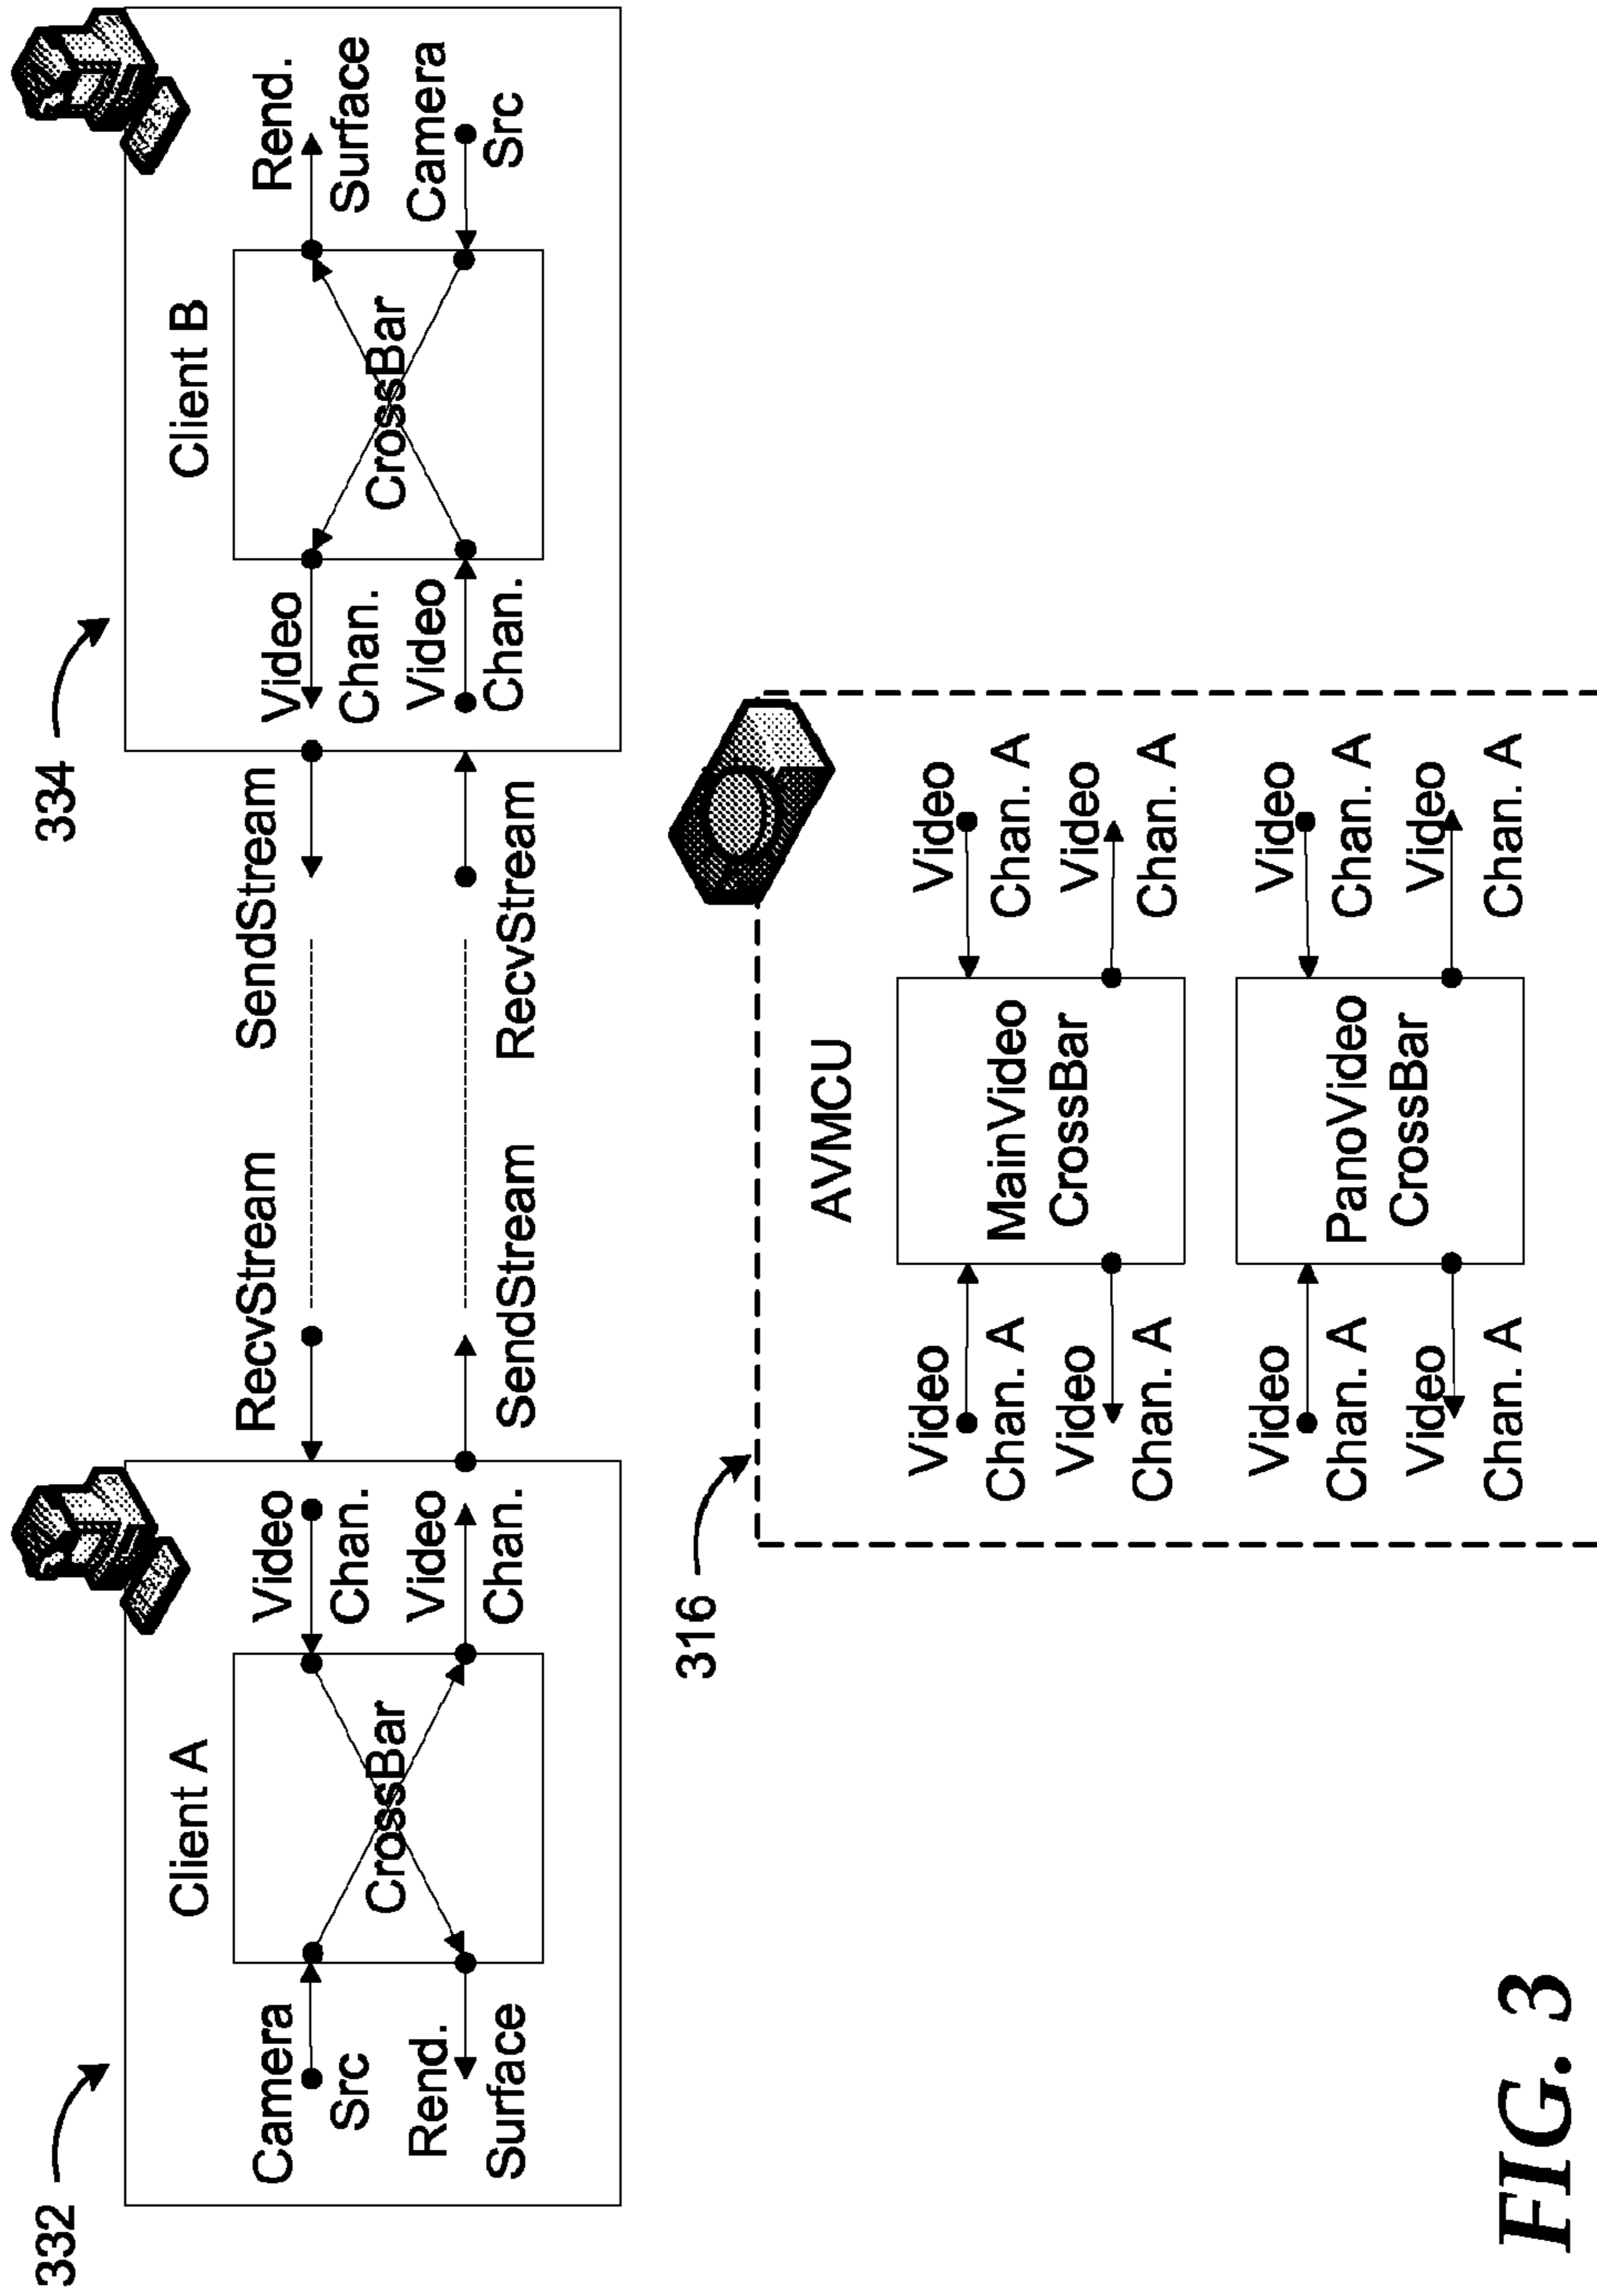 332
Client A
Camera
Src
Rend.
Surface
CrossBar
Video
Chan.
Video
Chan.
RecvStream
SendStream
SendStream
RecvStream
334
Client B
Video
Chan.
Video
Chan.
CrossBar
Rend.
Surface
Camera
Src
316
AVMCU
Video
Chan. A
Video
Chan. A
MainVideo
CrossBar
Video
Chan. A
Video
Chan. A
Video
Chan. A
Video
Chan. A
PanoVideo
CrossBar
Video
Chan. A
Video
Chan. A
FIG. 3